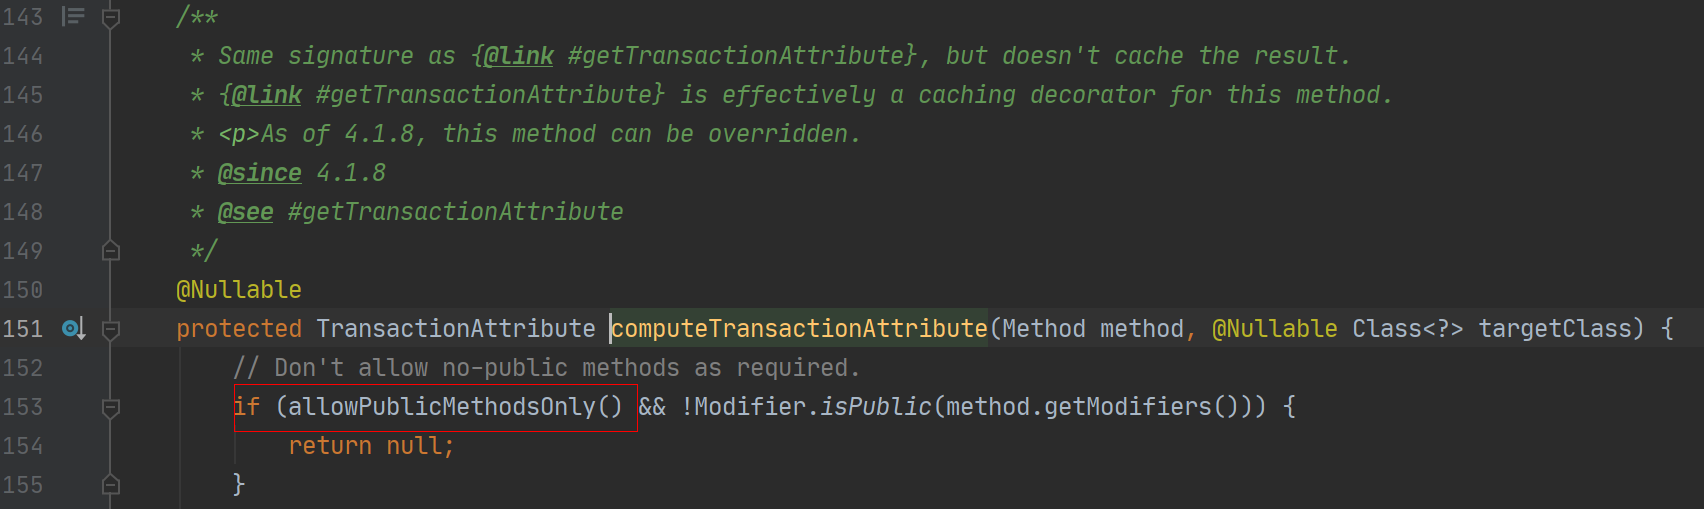 143 /**
144 * Same signature as {@link #getTransactionAttribute}, but doesn't cache the result.
145 * {@link #getTransactionAttribute} is effectively a caching decorator for this method.
146 * <p>As of 4.1.8, this method can be overridden.
147 * @since 4.1.8
148 * @see #getTransactionAttribute
149 */
150 @Nullable
151 protected TransactionAttribute computeTransactionAttribute(Method method, @Nullable Class<?> targetClass) {
152 // Don't allow no-public methods as required.
153 if (allowPublicMethodsOnly() && !Modifier.isPublic(method.getModifiers())) {
154 return null;
155 }